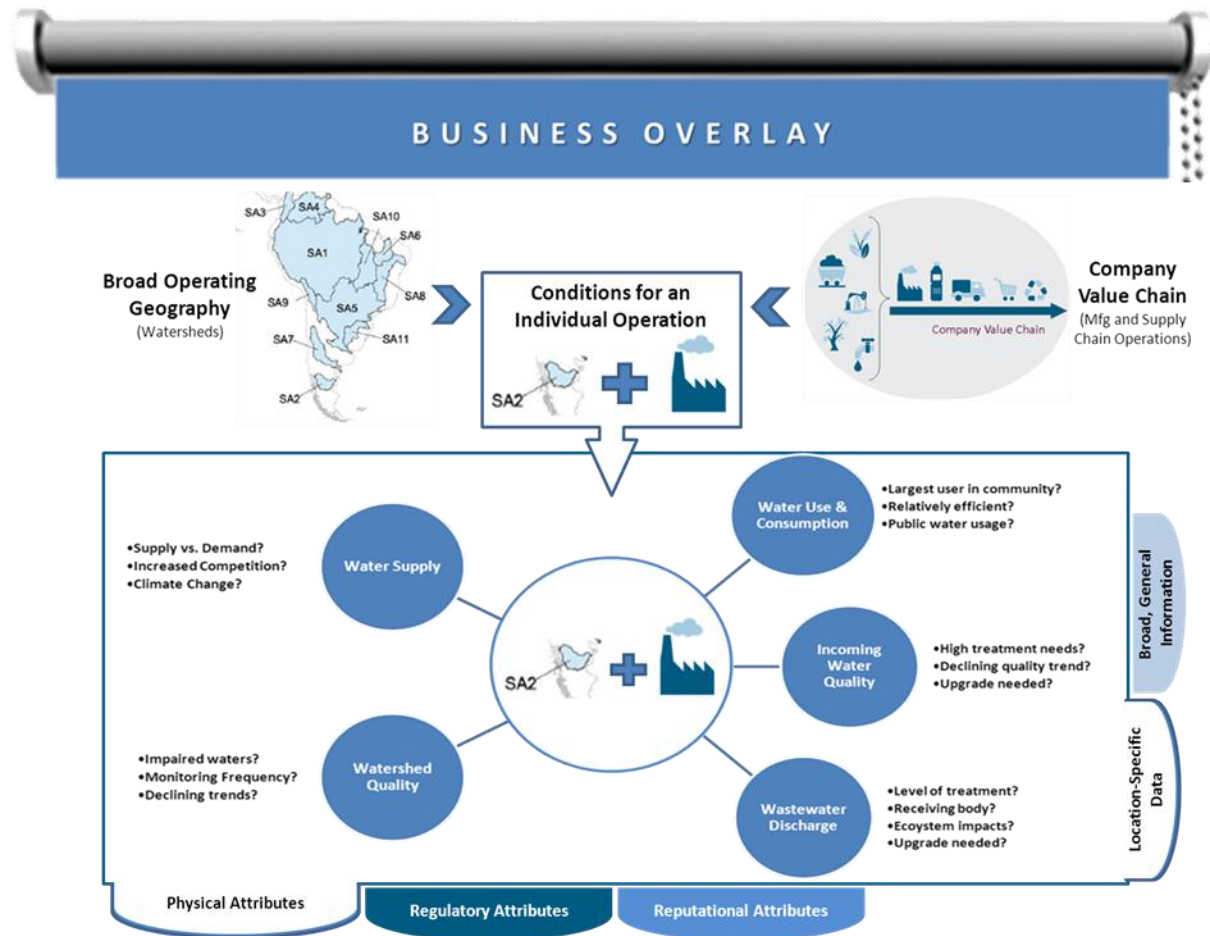 BUSINESS OVERLAY
Broad Operating
Geography
(Watersheds)
SA3
SA4
SA10
SA6
SA1
SA9
SA5
SA8
SA7
SA11
SA2
Conditions for an
Individual Operation
SA2
Company Value Chain
Company
Value Chain
(Mfg and Supply
Chain Operations)
Water Supply
•Supply vs. Demand?
•Increased Competition?
•Climate Change?
Water Use &
Consumption
•Largest user in community?
•Relatively efficient?
•Public water usage?
SA2
Incoming
Water
Quality
•High treatment needs?
•Declining quality trend?
•Upgrade needed?
Watershed
Quality
•Impaired waters?
•Monitoring Frequency?
•Declining trends?
Wastewater
Discharge
•Level of treatment?
•Receiving body?
•Ecoystem impacts?
•Upgrade needed?
Broad, General
Information
Location-Specific
Data
Physical Attributes
Regulatory Attributes
Reputational Attributes